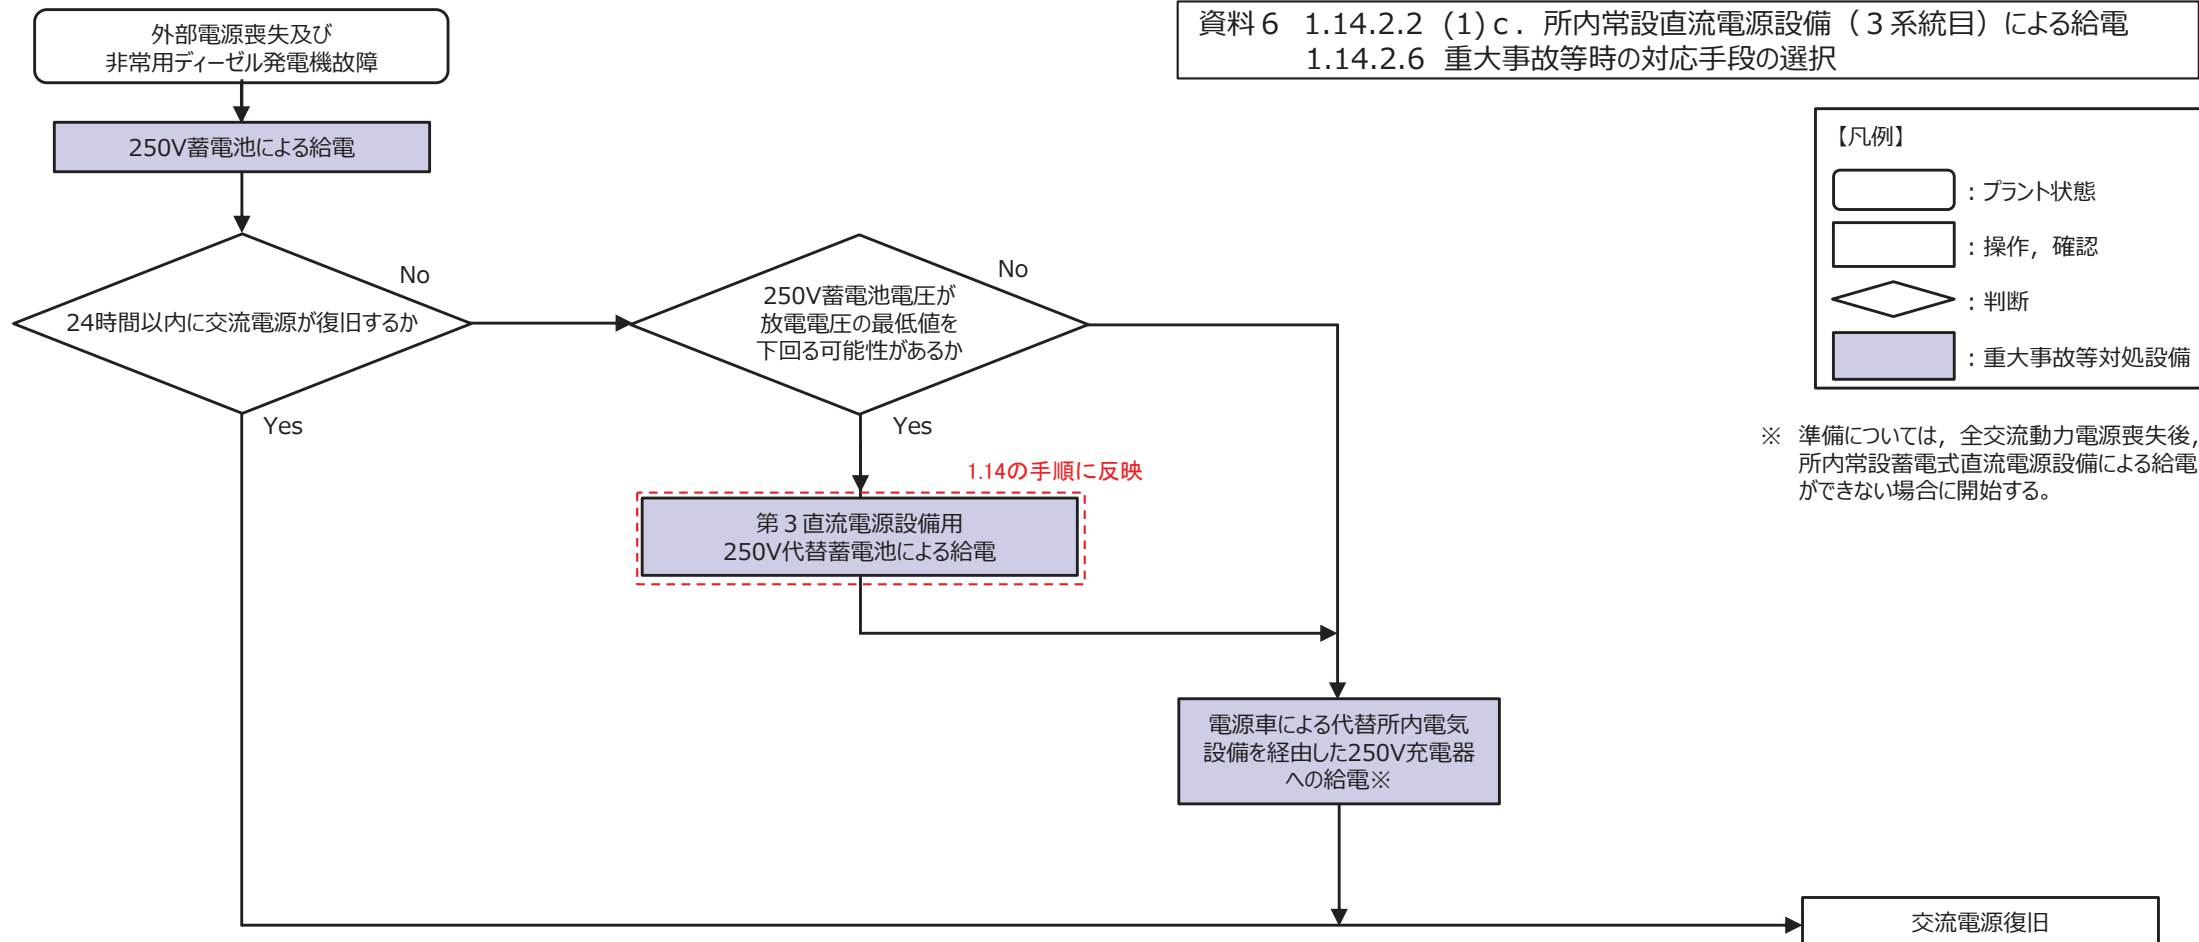 資料6 1.14.2.2 (1)c. 所内常設直流電源設備（3系統目）による給電
1.14.2.6 重大事故等時の対応手段の選択
外部電源喪失及び
非常用ディーゼル発電機故障
250V蓄電池による給電
24時間以内に交流電源が復旧するか
No
Yes
250V蓄電池電圧が
放電電圧の最低値を
下回る可能性があるか
No
Yes
1.14の手順に反映
第3直流電源設備用
250V代替蓄電池による給電
電源車による代替所内電気
設備を経由した250V充電器
への給電※
交流電源復旧
【凡例】
：プラント状態
：操作，確認
：判断
：重大事故等対処設備
※ 準備については，全交流動力電源喪失後，
所内常設蓄電式直流電源設備による給電
ができない場合に開始する。